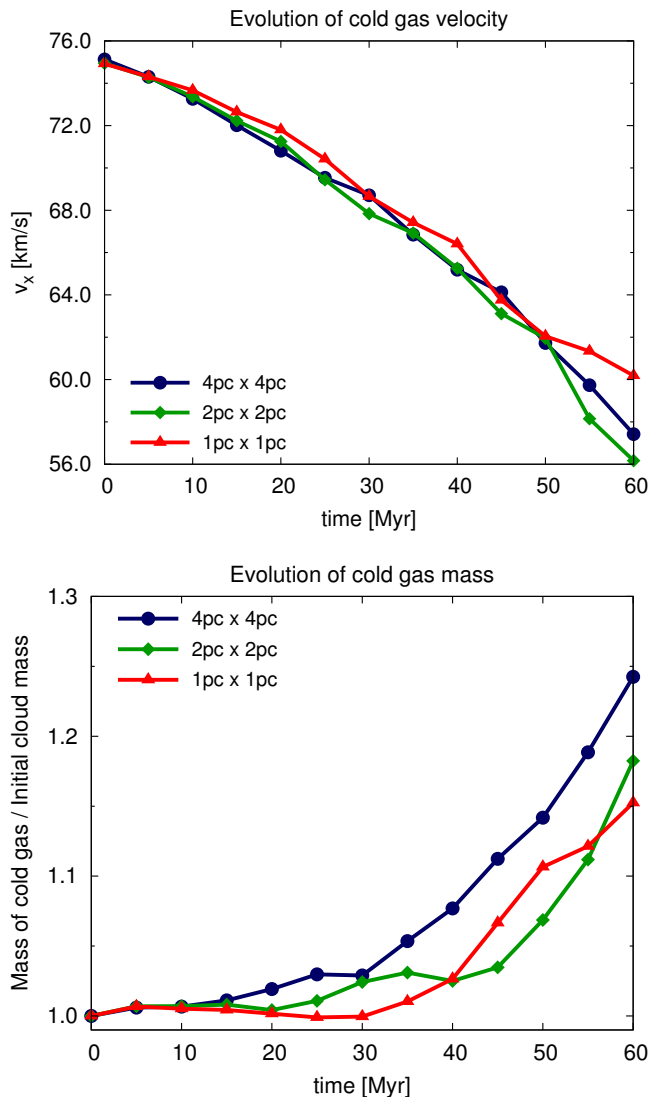 Evolution of cold gas velocity
76.0
72.0
68.0
64.0
60.0
56.0
v_x [km/s]
4pc x 4pc
2pc x 2pc
1pc x 1pc
0 10 20 30 40 50 60
time [Myr]
Evolution of cold gas mass
1.3
1.2
1.1
1.0
Mass of cold gas / Initial cloud mass
4pc x 4pc
2pc x 2pc
1pc x 1pc
0 10 20 30 40 50 60
time [Myr]